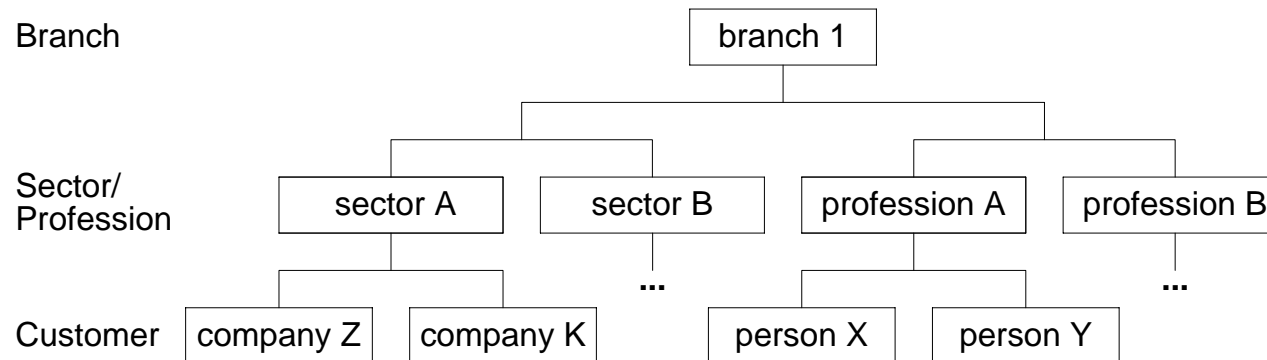 Branch
branch 1
Sector/
Profession
sector A
sector B
profession A
profession B
...
...
Customer
company Z
company K
person X
person Y